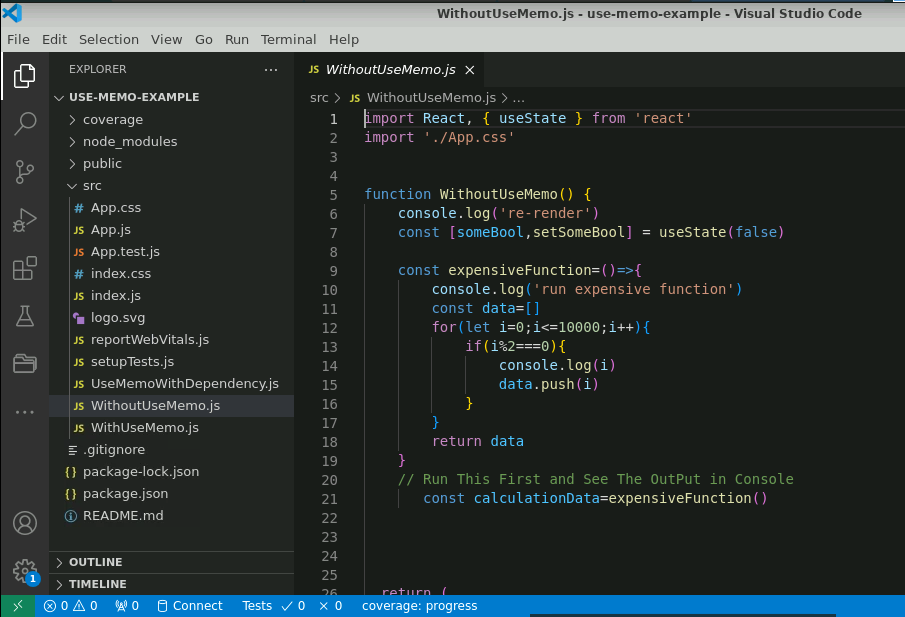 WithoutUseMemo.js - use-memo-example - Visual Studio Code
File Edit Selection View Go Run Terminal Help
EXPLORER
USE-MEMO-EXAMPLE
coverage
node_modules
public
src
# App.css
JS App.js
JS App.test.js
# index.css
JS index.js
logo.svg
JS reportWebVitals.js
JS setupTests.js
JS UseMemoWithDependency.js
JS WithoutUseMemo.js
JS WithUseMemo.js
.gitignore
{} package-lock.json
{} package.json
README.md
OUTLINE
TIMELINE
1
JS WithoutUseMemo.js ×
src > JS WithoutUseMemo.js > ...
1 import React, { useState } from 'react'
2 import './App.css'
3
4
5 function WithoutUseMemo() {
6 console.log('re-render')
7 const [someBool,setSomeBool] = useState(false)
8
9 const expensiveFunction=()=>{
10 console.log('run expensive function')
11 const data=[]
12 for(let i=0;i<=10000;i++){
13 if(i%2===0){
14 console.log(i)
15 data.push(i)
16 }
17 }
18 return data
19 }
20 // Run This First and See The OutPut in Console
21 const calculationData=expensiveFunction()
22
23
24
25
26 return (
0 0 0 Connect Tests ✓ 0 × 0 coverage: progress